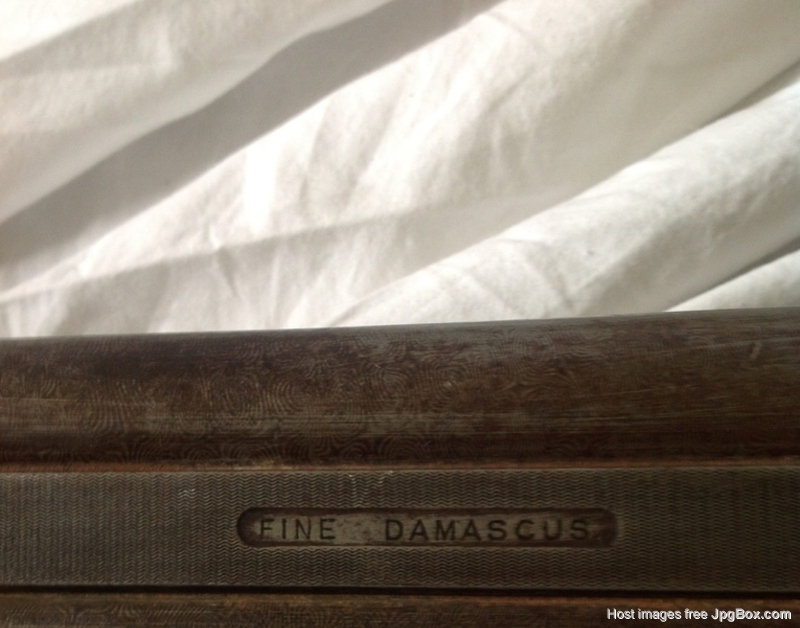 FINE DAMASCUS
Host images free JpgBox.com